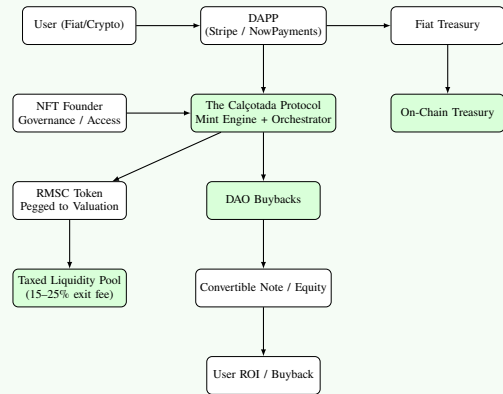 User (Fiat/Crypto)
DAPP
(Stripe / NowPayments)
Fiat Treasury
NFT Founder
Governance / Access
The Calçotada Protocol
Mint Engine + Orchestrator
On-Chain Treasury
RMSC Token
Pegged to Valuation
DAO Buybacks
Taxed Liquidity Pool
(15–25% exit fee)
Convertible Note / Equity
User ROI / Buyback